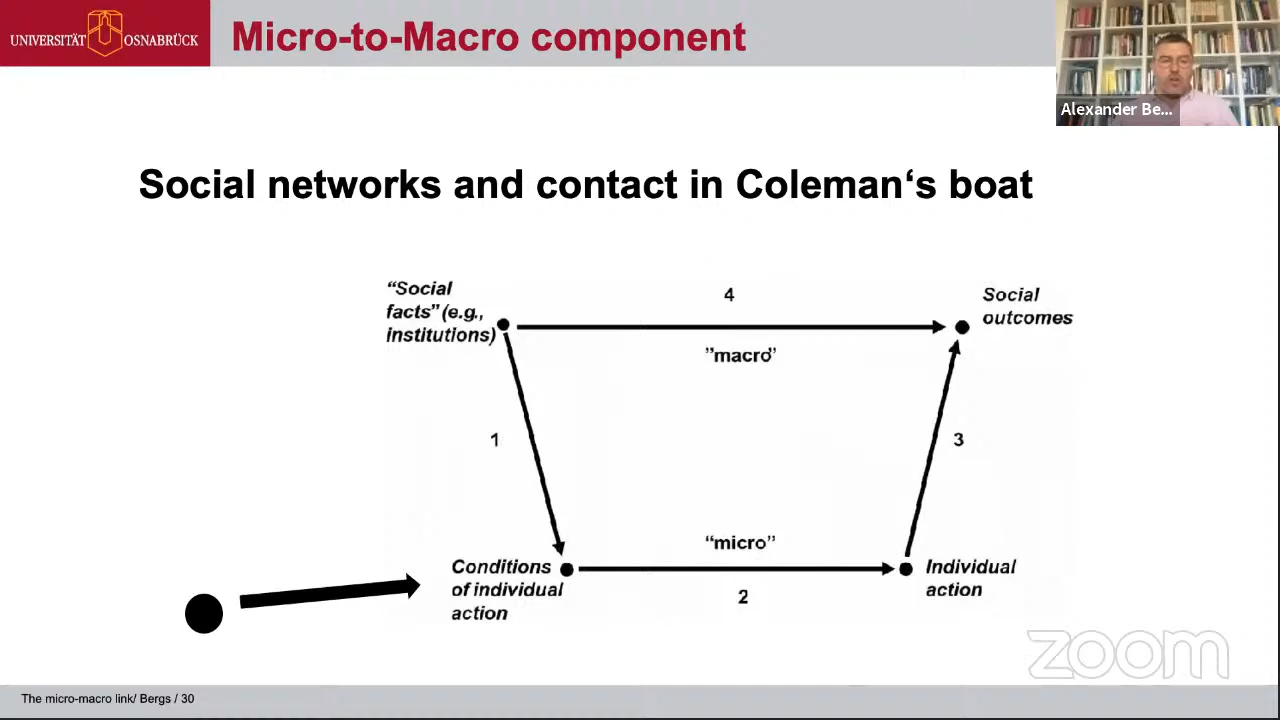 UNIVERSITÄT OSNABRÜCK
Micro-to-Macro component
Alexander Be...
Social networks and contact in Coleman‘s boat
“Social
facts” (e.g.,
institutions)
4
Social
outcomes
”macro”
1
3
“micro”
Conditions
of individual
action
2
Individual
action
zoom
The micro-macro link/ Bergs / 30